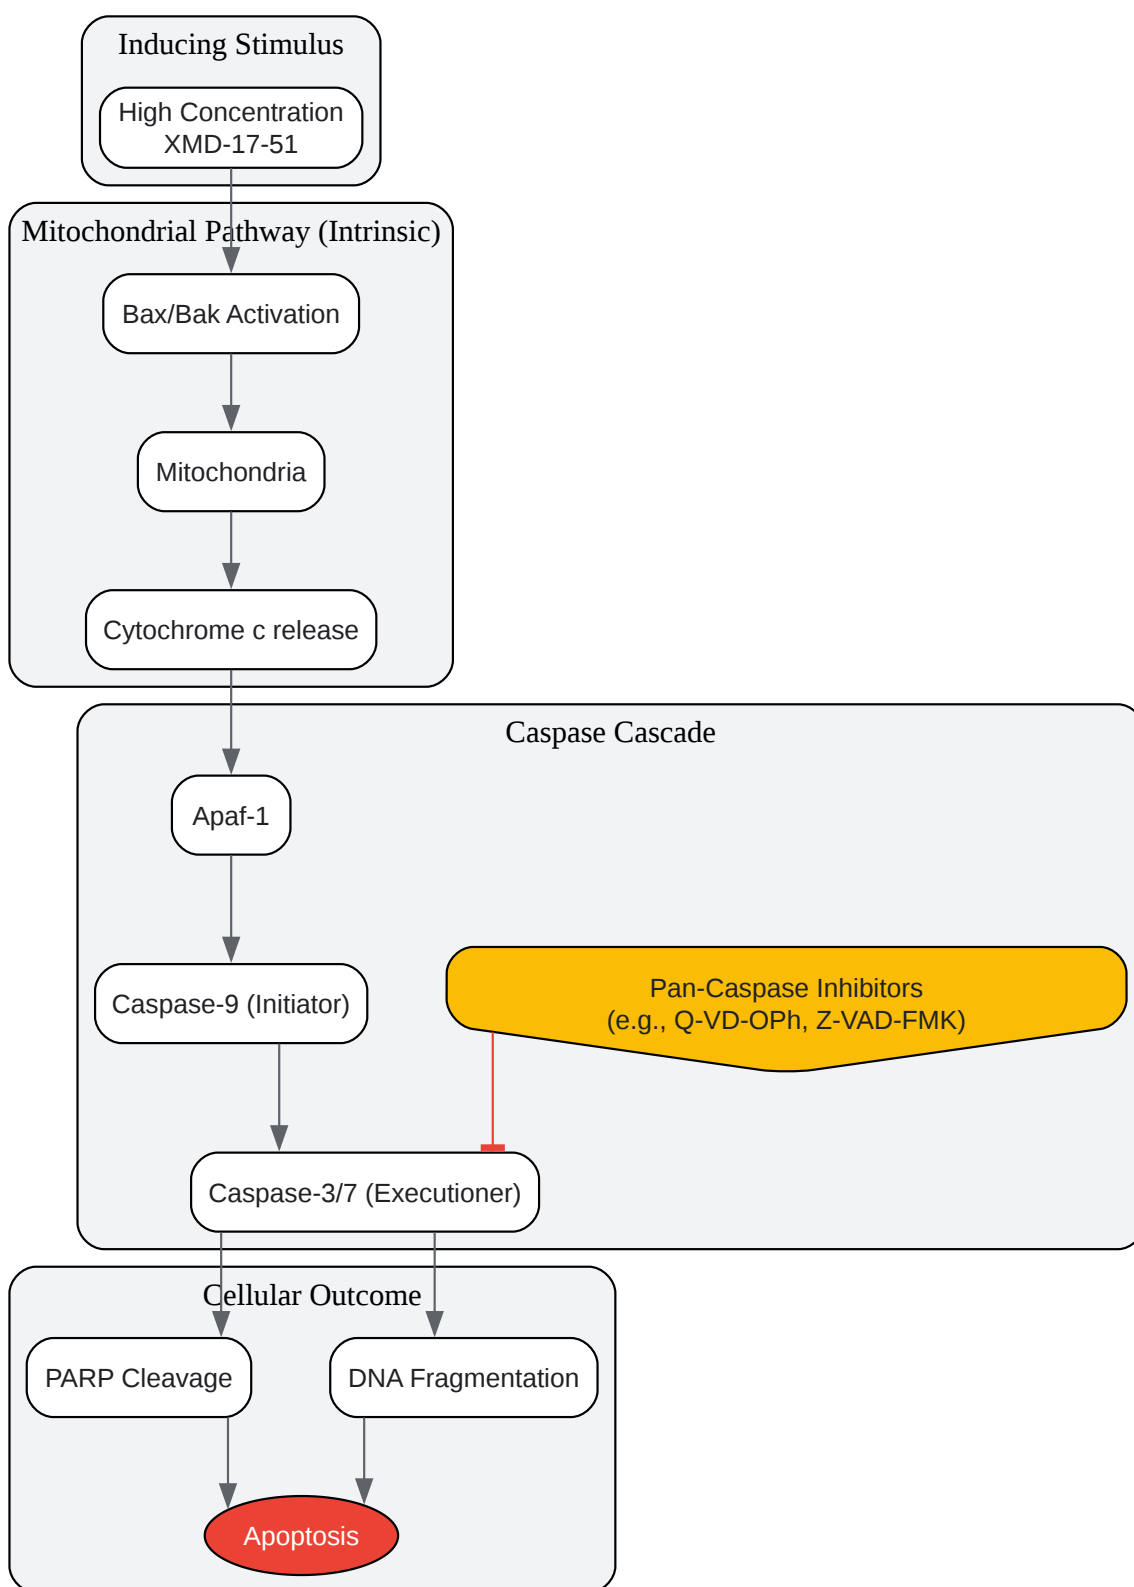 Inducing Stimulus
High Concentration
XMD-17-51
Mitochondrial Pathway (Intrinsic)
Bax/Bak Activation
Mitochondria
Cytochrome c release
Caspase Cascade
Apaf-1
Caspase-9 (Initiator)
Pan-Caspase Inhibitors
(e.g., Q-VD-OPh, Z-VAD-FMK)
Caspase-3/7 (Executioner)
Cellular Outcome
PARP Cleavage
DNA Fragmentation
Apoptosis